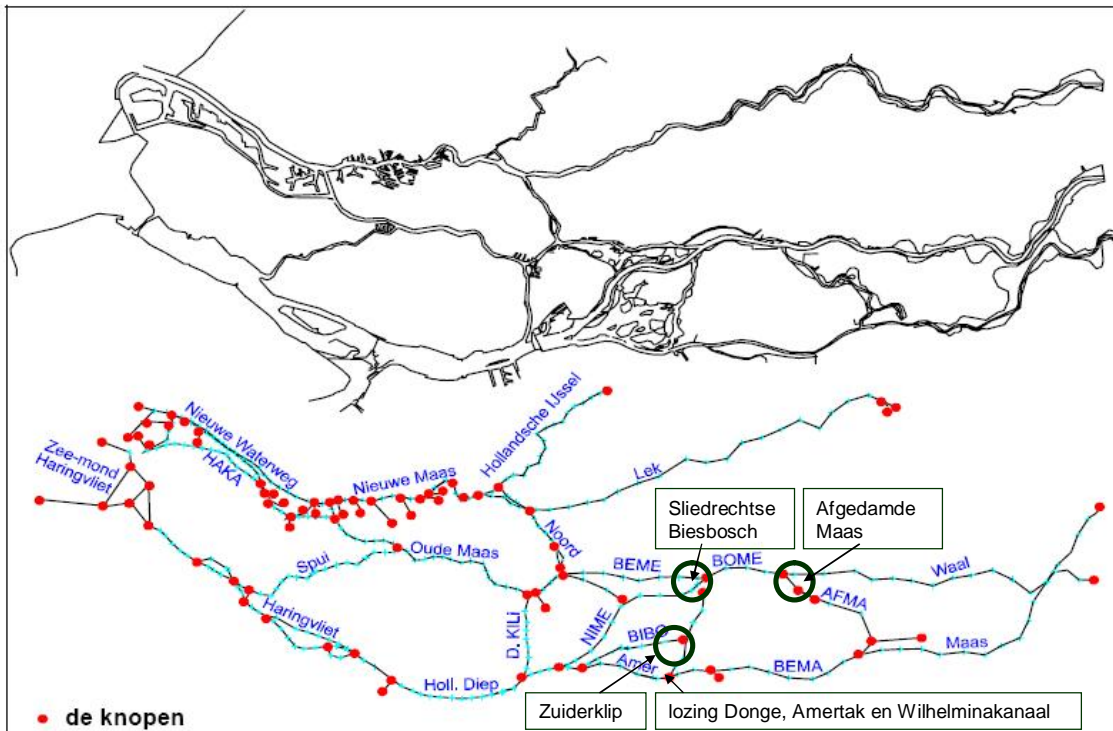 Hollandsche IJssel
Nieuwe Waterweg
Zee-mond
Haringvliet
HAKA
Nieuwe Maas
Lek
Sliedrechtse
Biesbosch
Afgedamde
Maas
Noord
Spui
Oude Maas
BEME
BOME
Waal
AFMA
Haringvliet
D. KILi
NIME
BIBO
Amer
BEMA
Maas
Holl. Diep
Zuiderklip
lozing Donge, Amertak en Wilhelminakanaal
de knopen